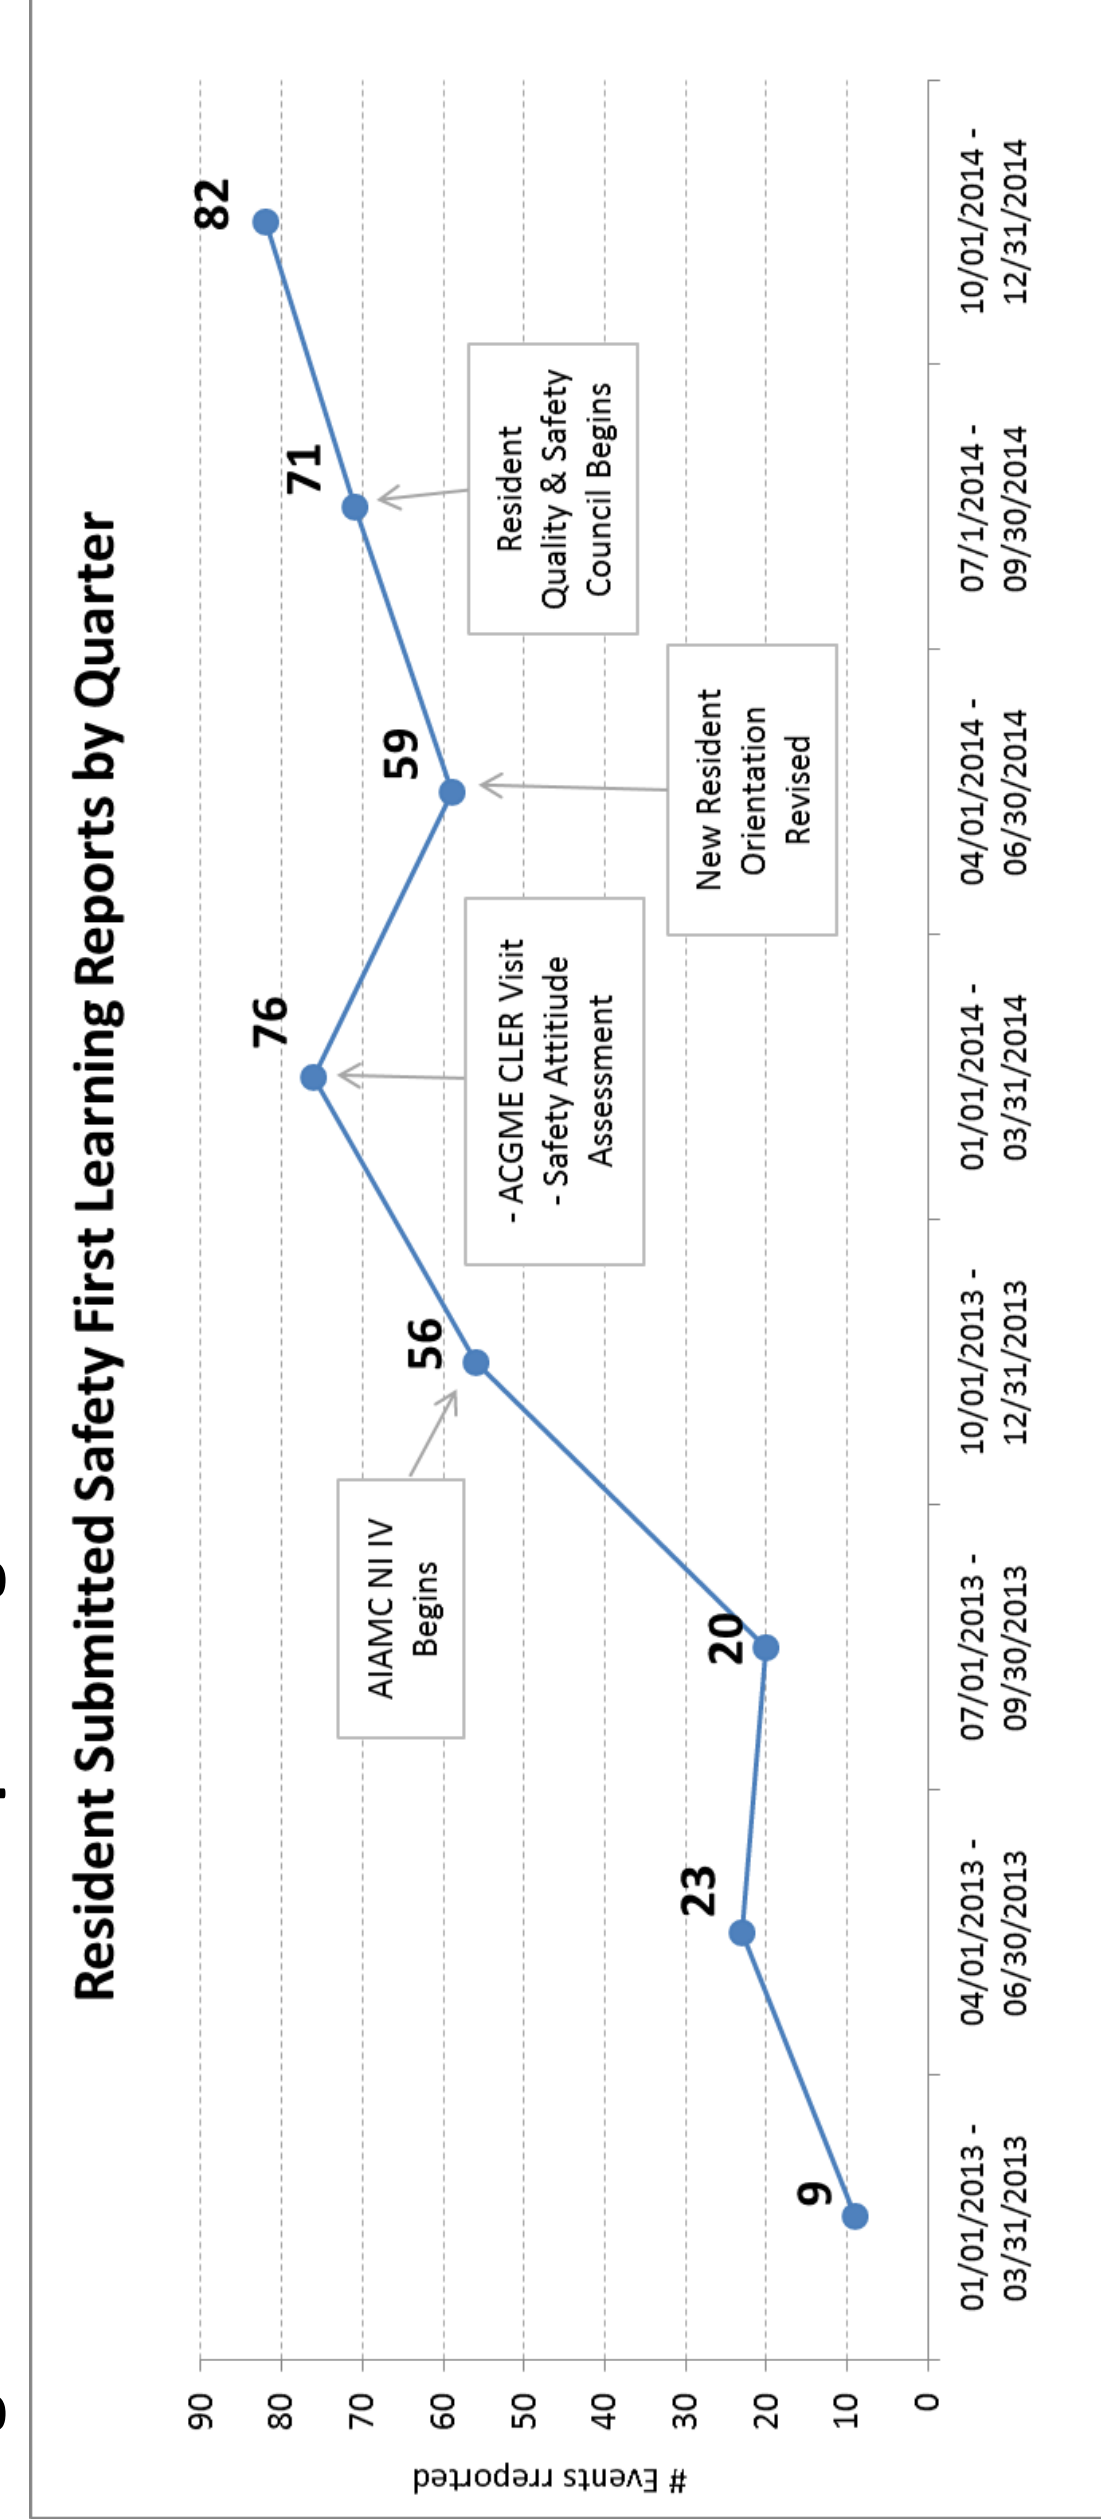 Resident Submitted Safety First Learning Reports by Quarter
# Events rreported
90
80
70
60
50
40
30
20
10
0
9
23
20
56
76
59
71
82
AIAMC NI IV
Begins
- ACGME CLER Visit
- Safety Attitiude
Assessment
New Resident
Orientation
Revised
Resident
Quality & Safety
Council Begins
01/01/2013 -
03/31/2013
04/01/2013 -
06/30/2013
07/01/2013 -
09/30/2013
10/01/2013 -
12/31/2013
01/01/2014 -
03/31/2014
04/01/2014 -
06/30/2014
07/1/2014 -
09/30/2014
10/01/2014 -
12/31/2014